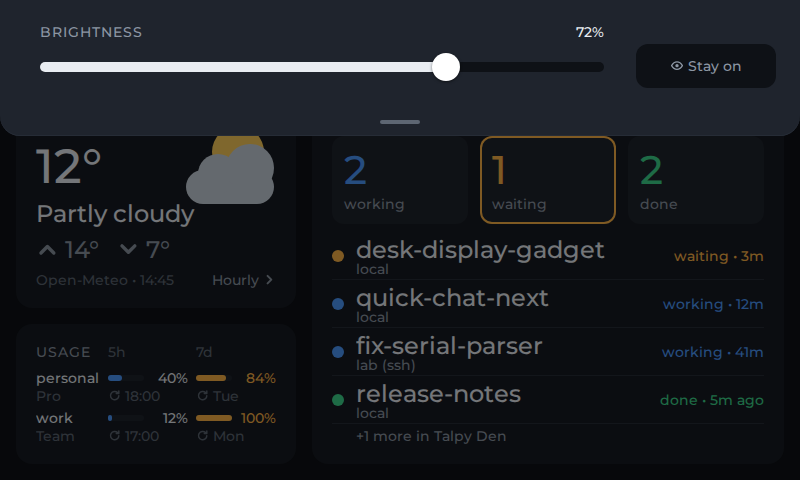 BRIGHTNESS 72%
Stay on
12°
Partly cloudy
14° 7°
Open-Meteo • 14:45 Hourly
USAGE 5h 7d
personal 40% 84%
Pro 18:00 Tue
work 12% 100%
Team 17:00 Mon
2 working
1 waiting
2 done
desk-display-gadget waiting • 3m
local
quick-chat-next working • 12m
local
fix-serial-parser working • 41m
lab (ssh)
release-notes done • 5m ago
local
+1 more in Talpy Den